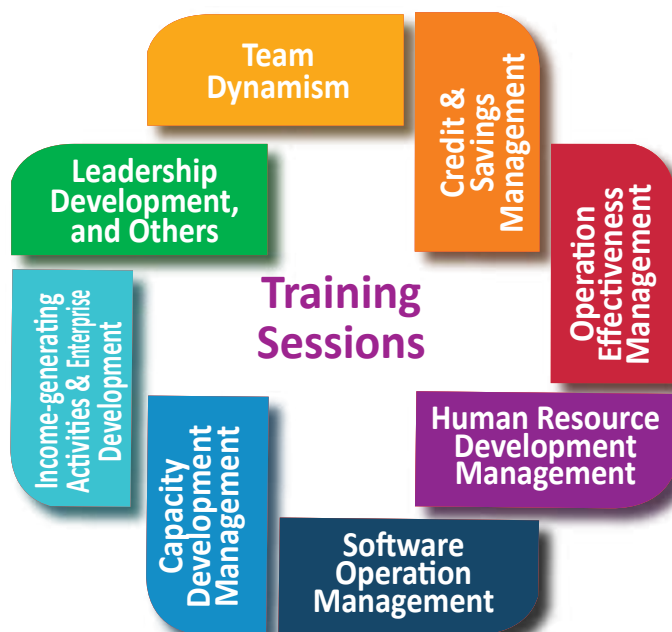 Team
Dynamism
Credit &
Savings
Management
Operation
Effectiveness
Management
Human Resource
Development
Management
Software
Operation
Management
Capacity
Development
Management
Income-generating
Activities & Enterprise
Development
Leadership
Development,
and Others
Training
Sessions